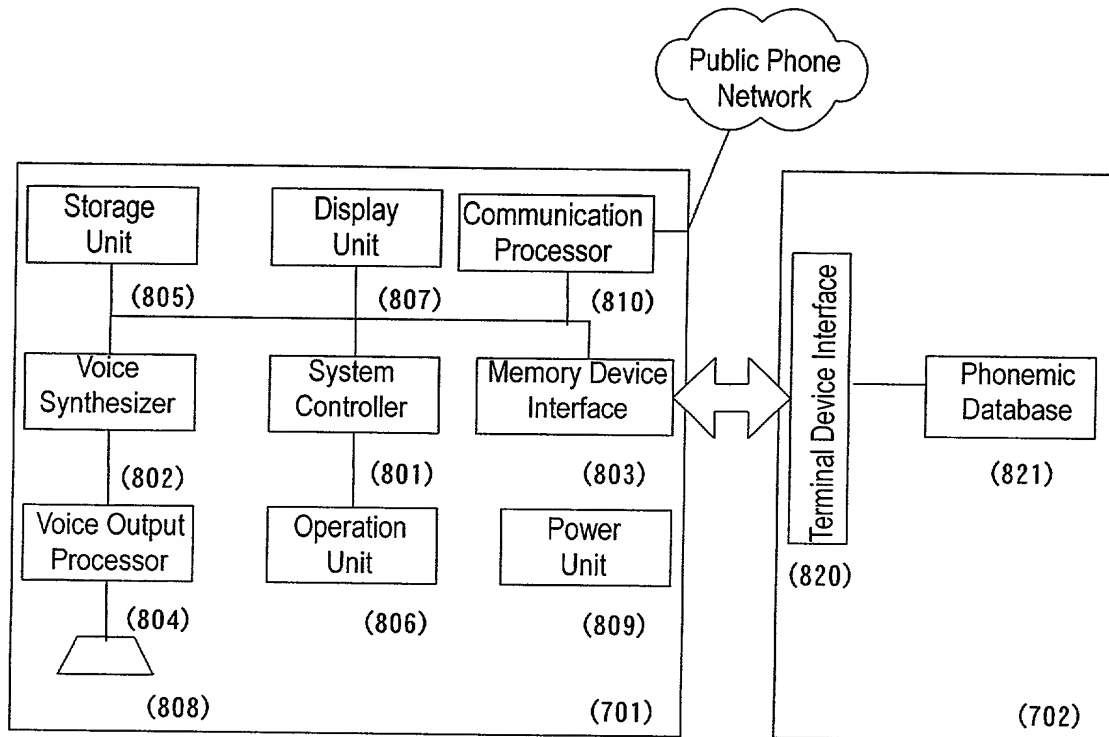 Public Phone
Network
Storage
Unit
(805)
Display
Unit
(807)
Communication
Processor
(810)
Voice
Synthesizer
(802)
System
Controller
(801)
Memory Device
Interface
(803)
Terminal Device Interface
(820)
Phonemic
Database
(821)
Voice Output
Processor
(804)
Operation
Unit
(806)
Power
Unit
(809)
(808)
(701)
(702)